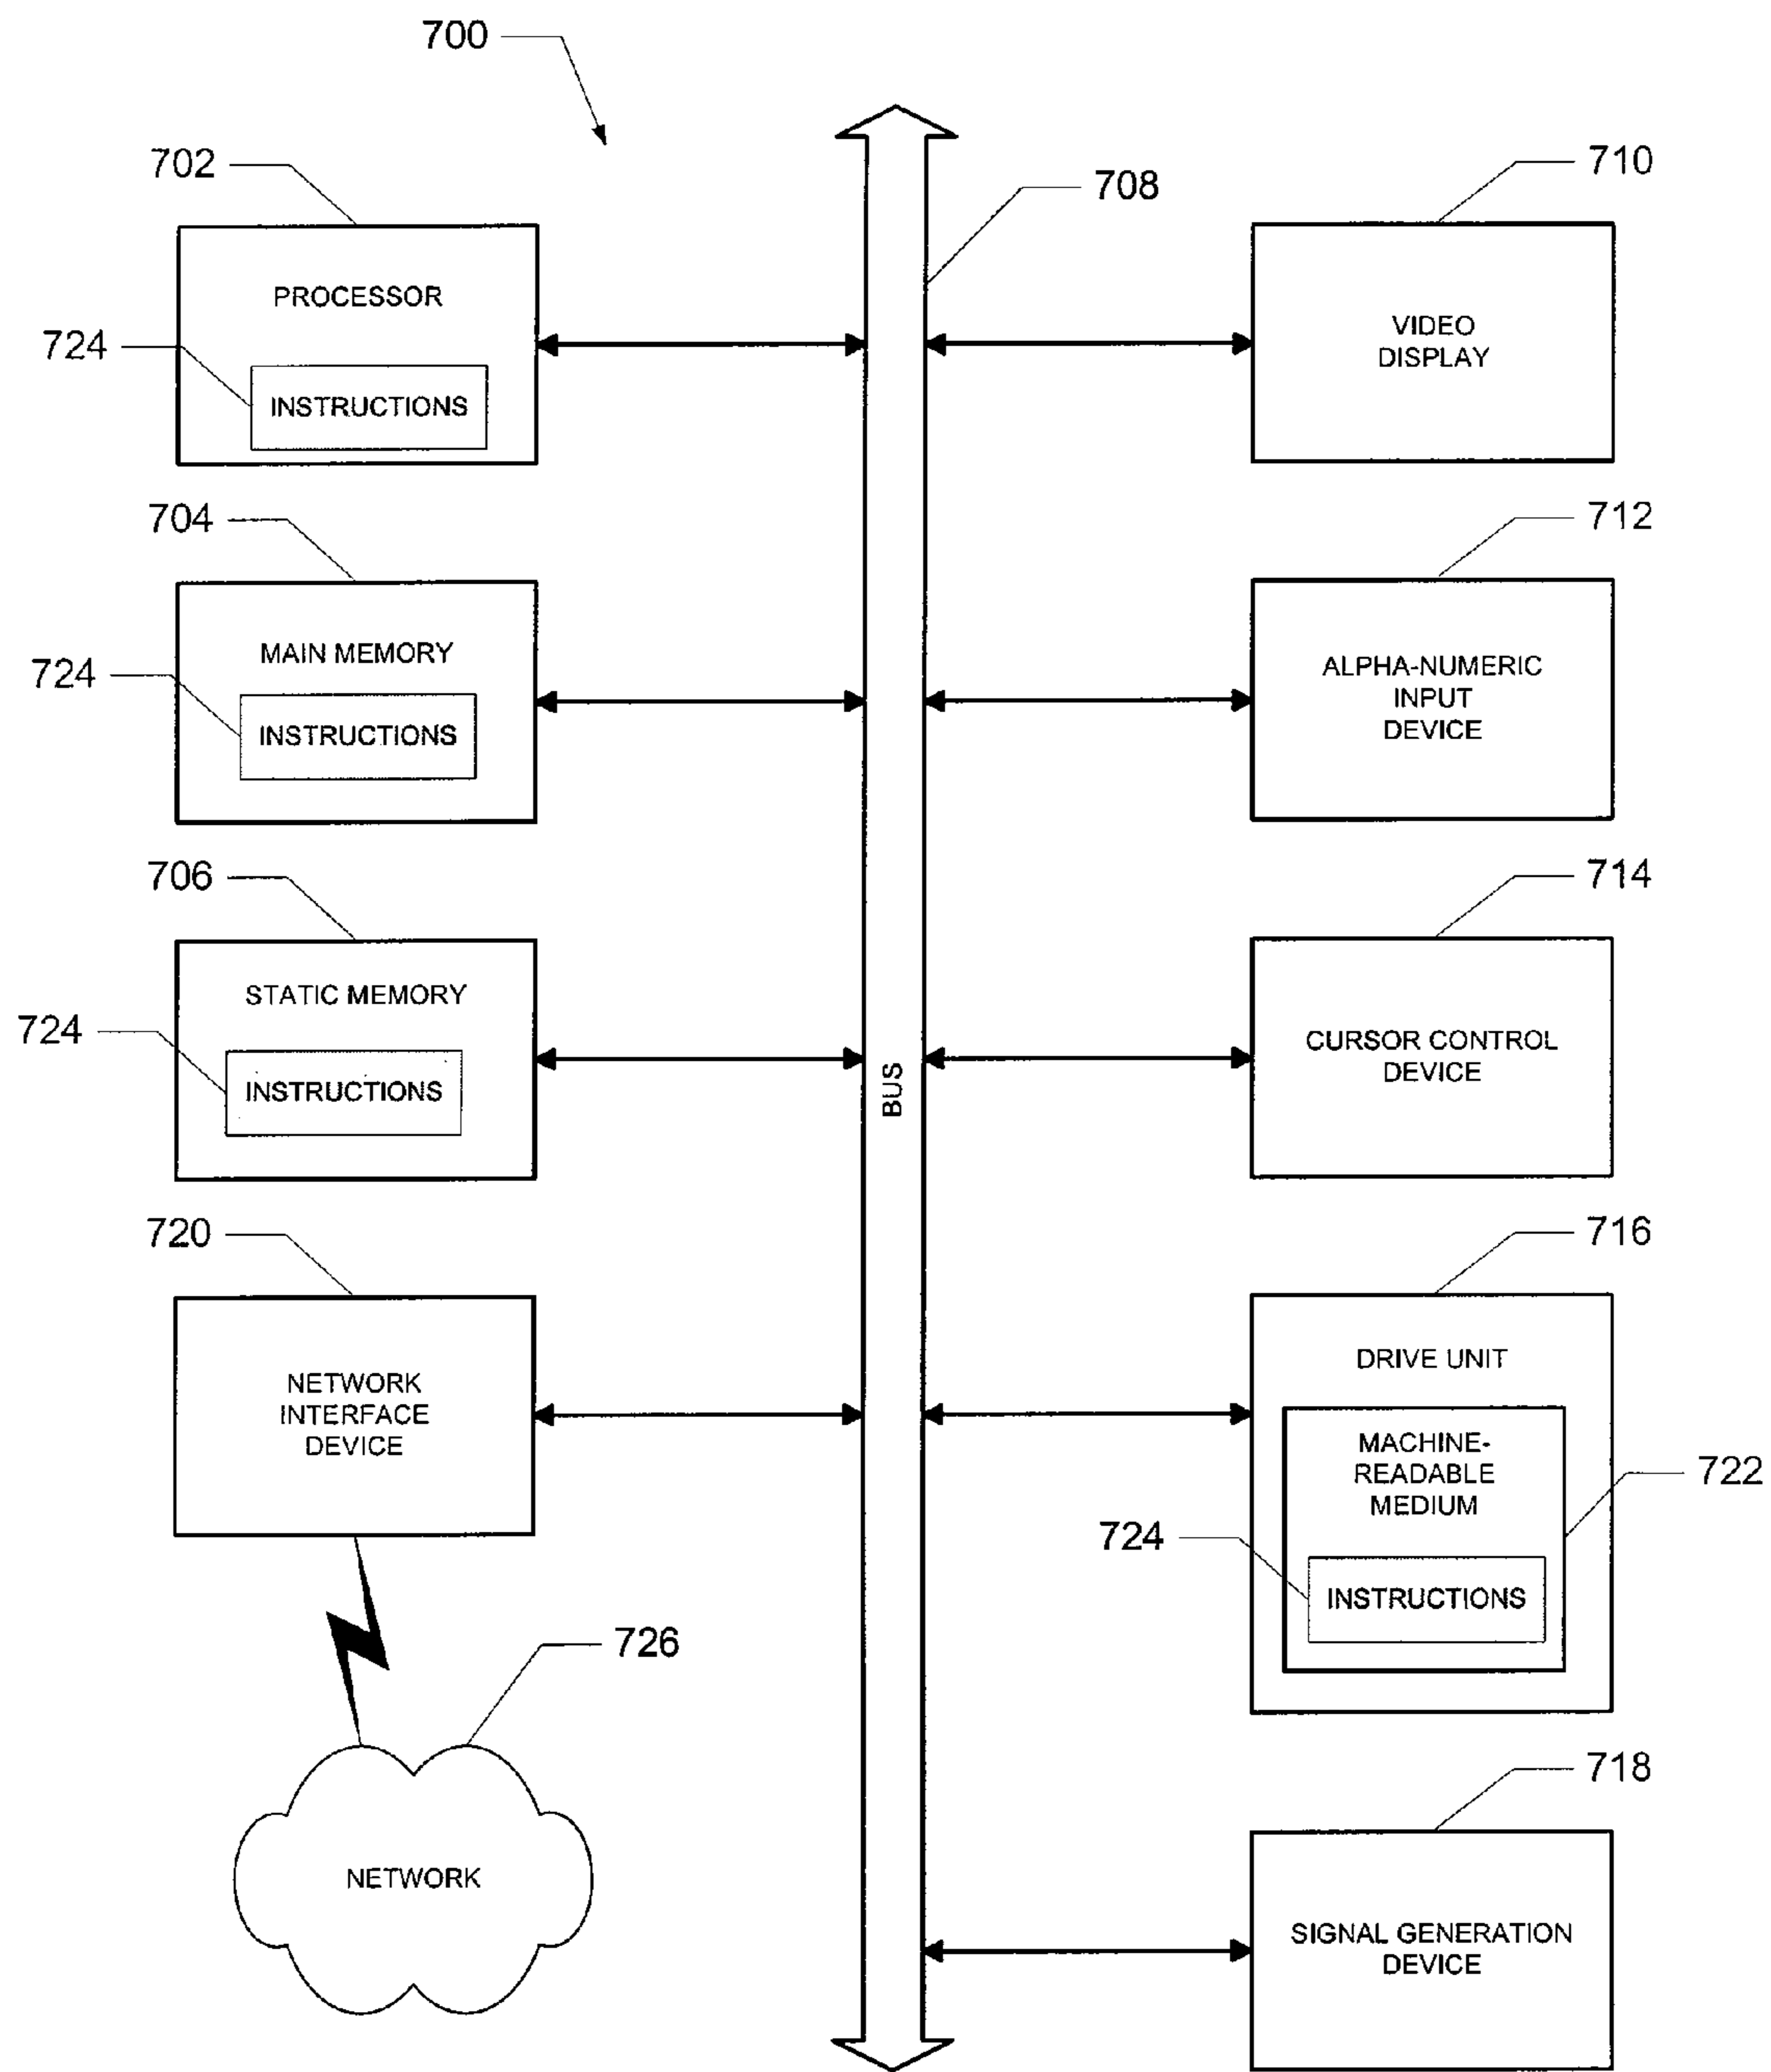 700
702
PROCESSOR
724
INSTRUCTIONS
704
MAIN MEMORY
724
INSTRUCTIONS
706
STATIC MEMORY
724
INSTRUCTIONS
720
NETWORK
INTERFACE
DEVICE
726
NETWORK
708
BUS
710
VIDEO
DISPLAY
712
ALPHA-NUMERIC
INPUT
DEVICE
714
CURSOR CONTROL
DEVICE
716
DRIVE UNIT
MACHINE-
READABLE
MEDIUM
722
724
INSTRUCTIONS
718
SIGNAL GENERATION
DEVICE